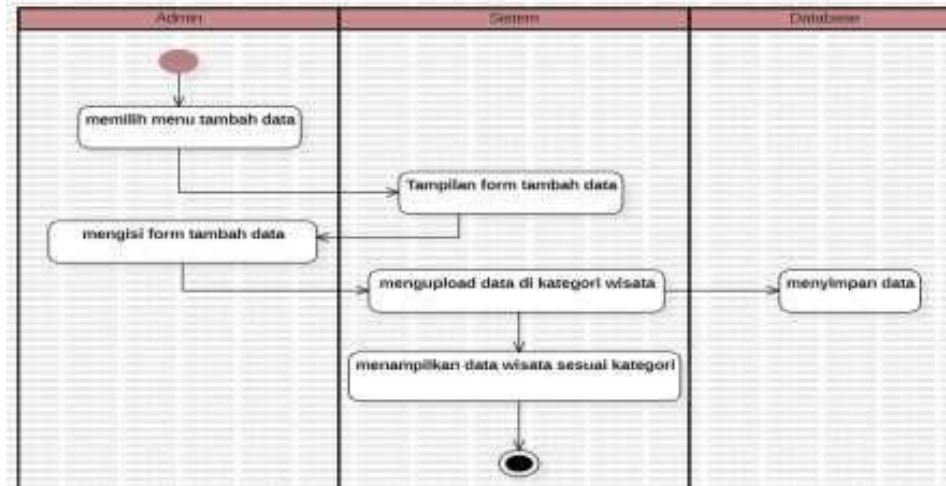 Admin
Sistem
Database
memilih menu tambah data
Tampilan form tambah data
mengisi form tambah data
mengupload data di kategori wisata
menyimpan data
menampilkan data wisata sesuai kategori